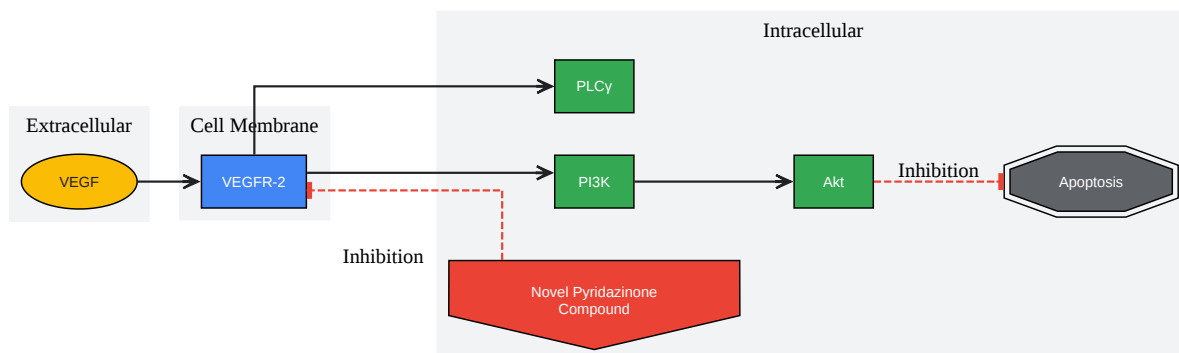 Intracellular
PLCγ
Extracellular
Cell Membrane
VEGF
VEGFR-2
PI3K
Akt
Inhibition
Apoptosis
Inhibition
Novel Pyridazinone
Compound